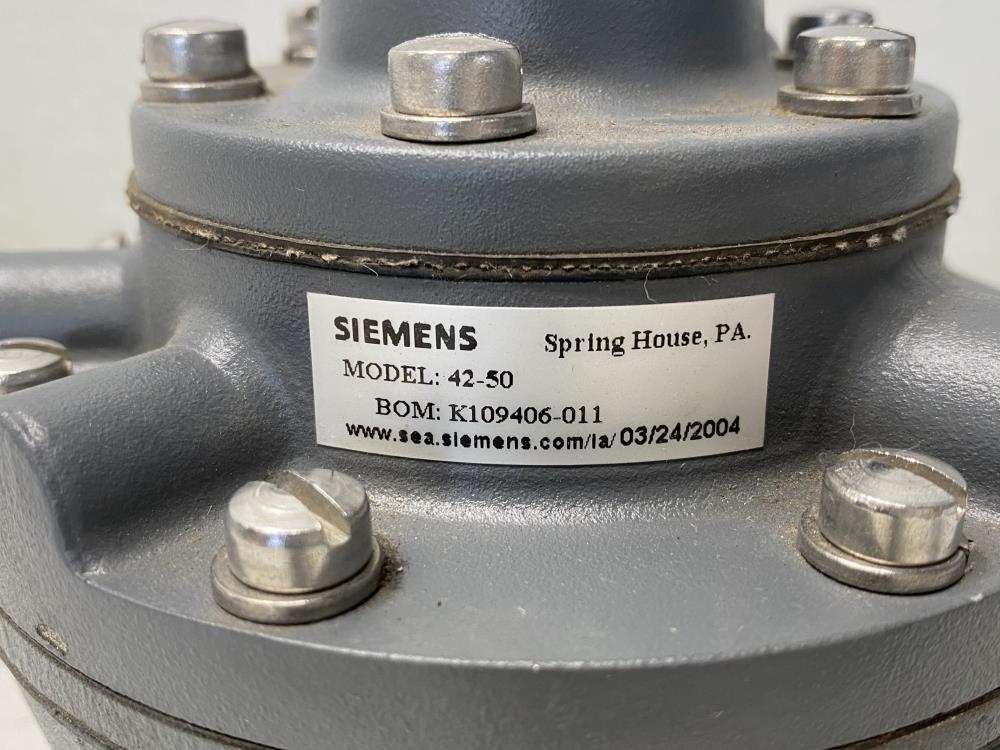 SIEMENS Spring House, PA.
MODEL: 42-50
BOM: K109406-011
www.sea.siemens.com/ia/ 03/24/2004